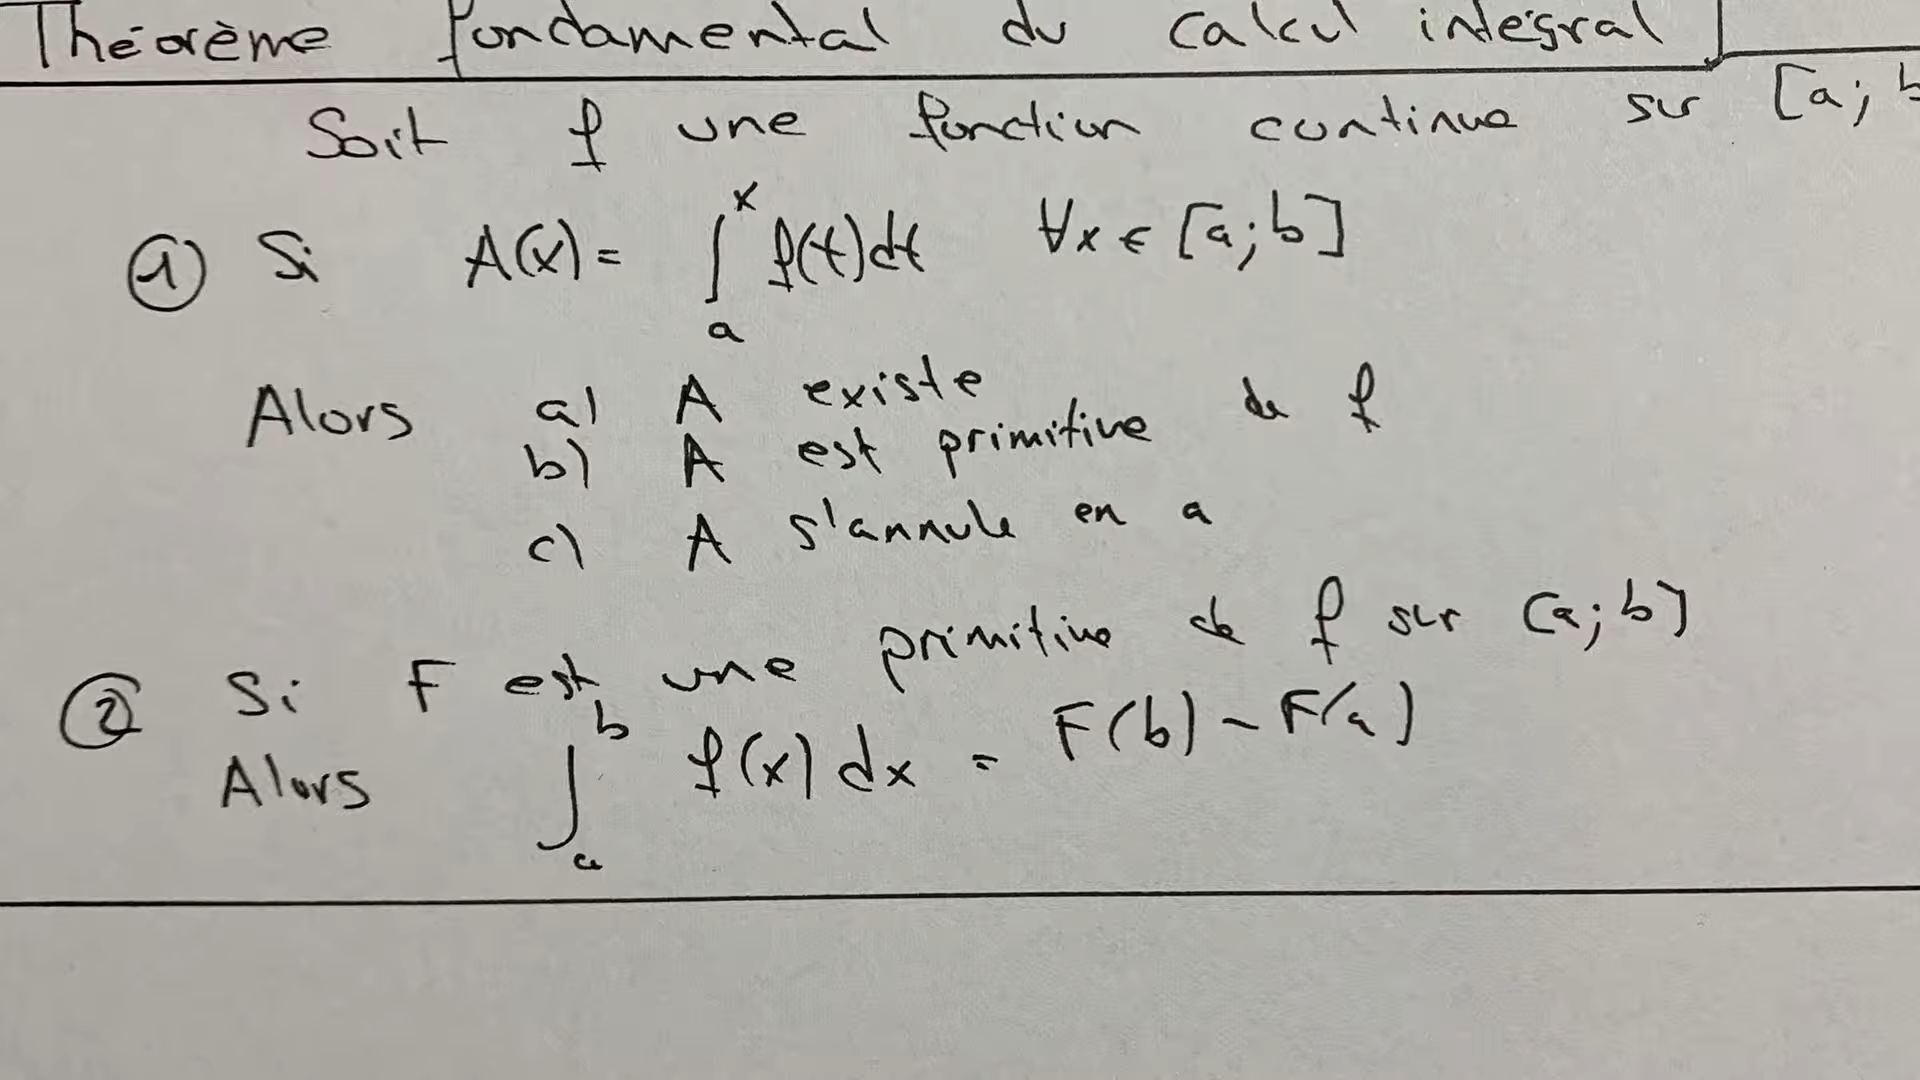 Théorème fondamental du calcul intégral
Soit f une fonction continue sur [a; b
① Si A(x) = ∫ₐˣ f(t)dt ∀x ∈ [a;b]
Alors a) A existe
b) A est primitive de f
c) A s'annule en a
② Si F est une primitive de f sur [a;b]
Alors ∫ₐᵇ f(x) dx = F(b) - F(a)